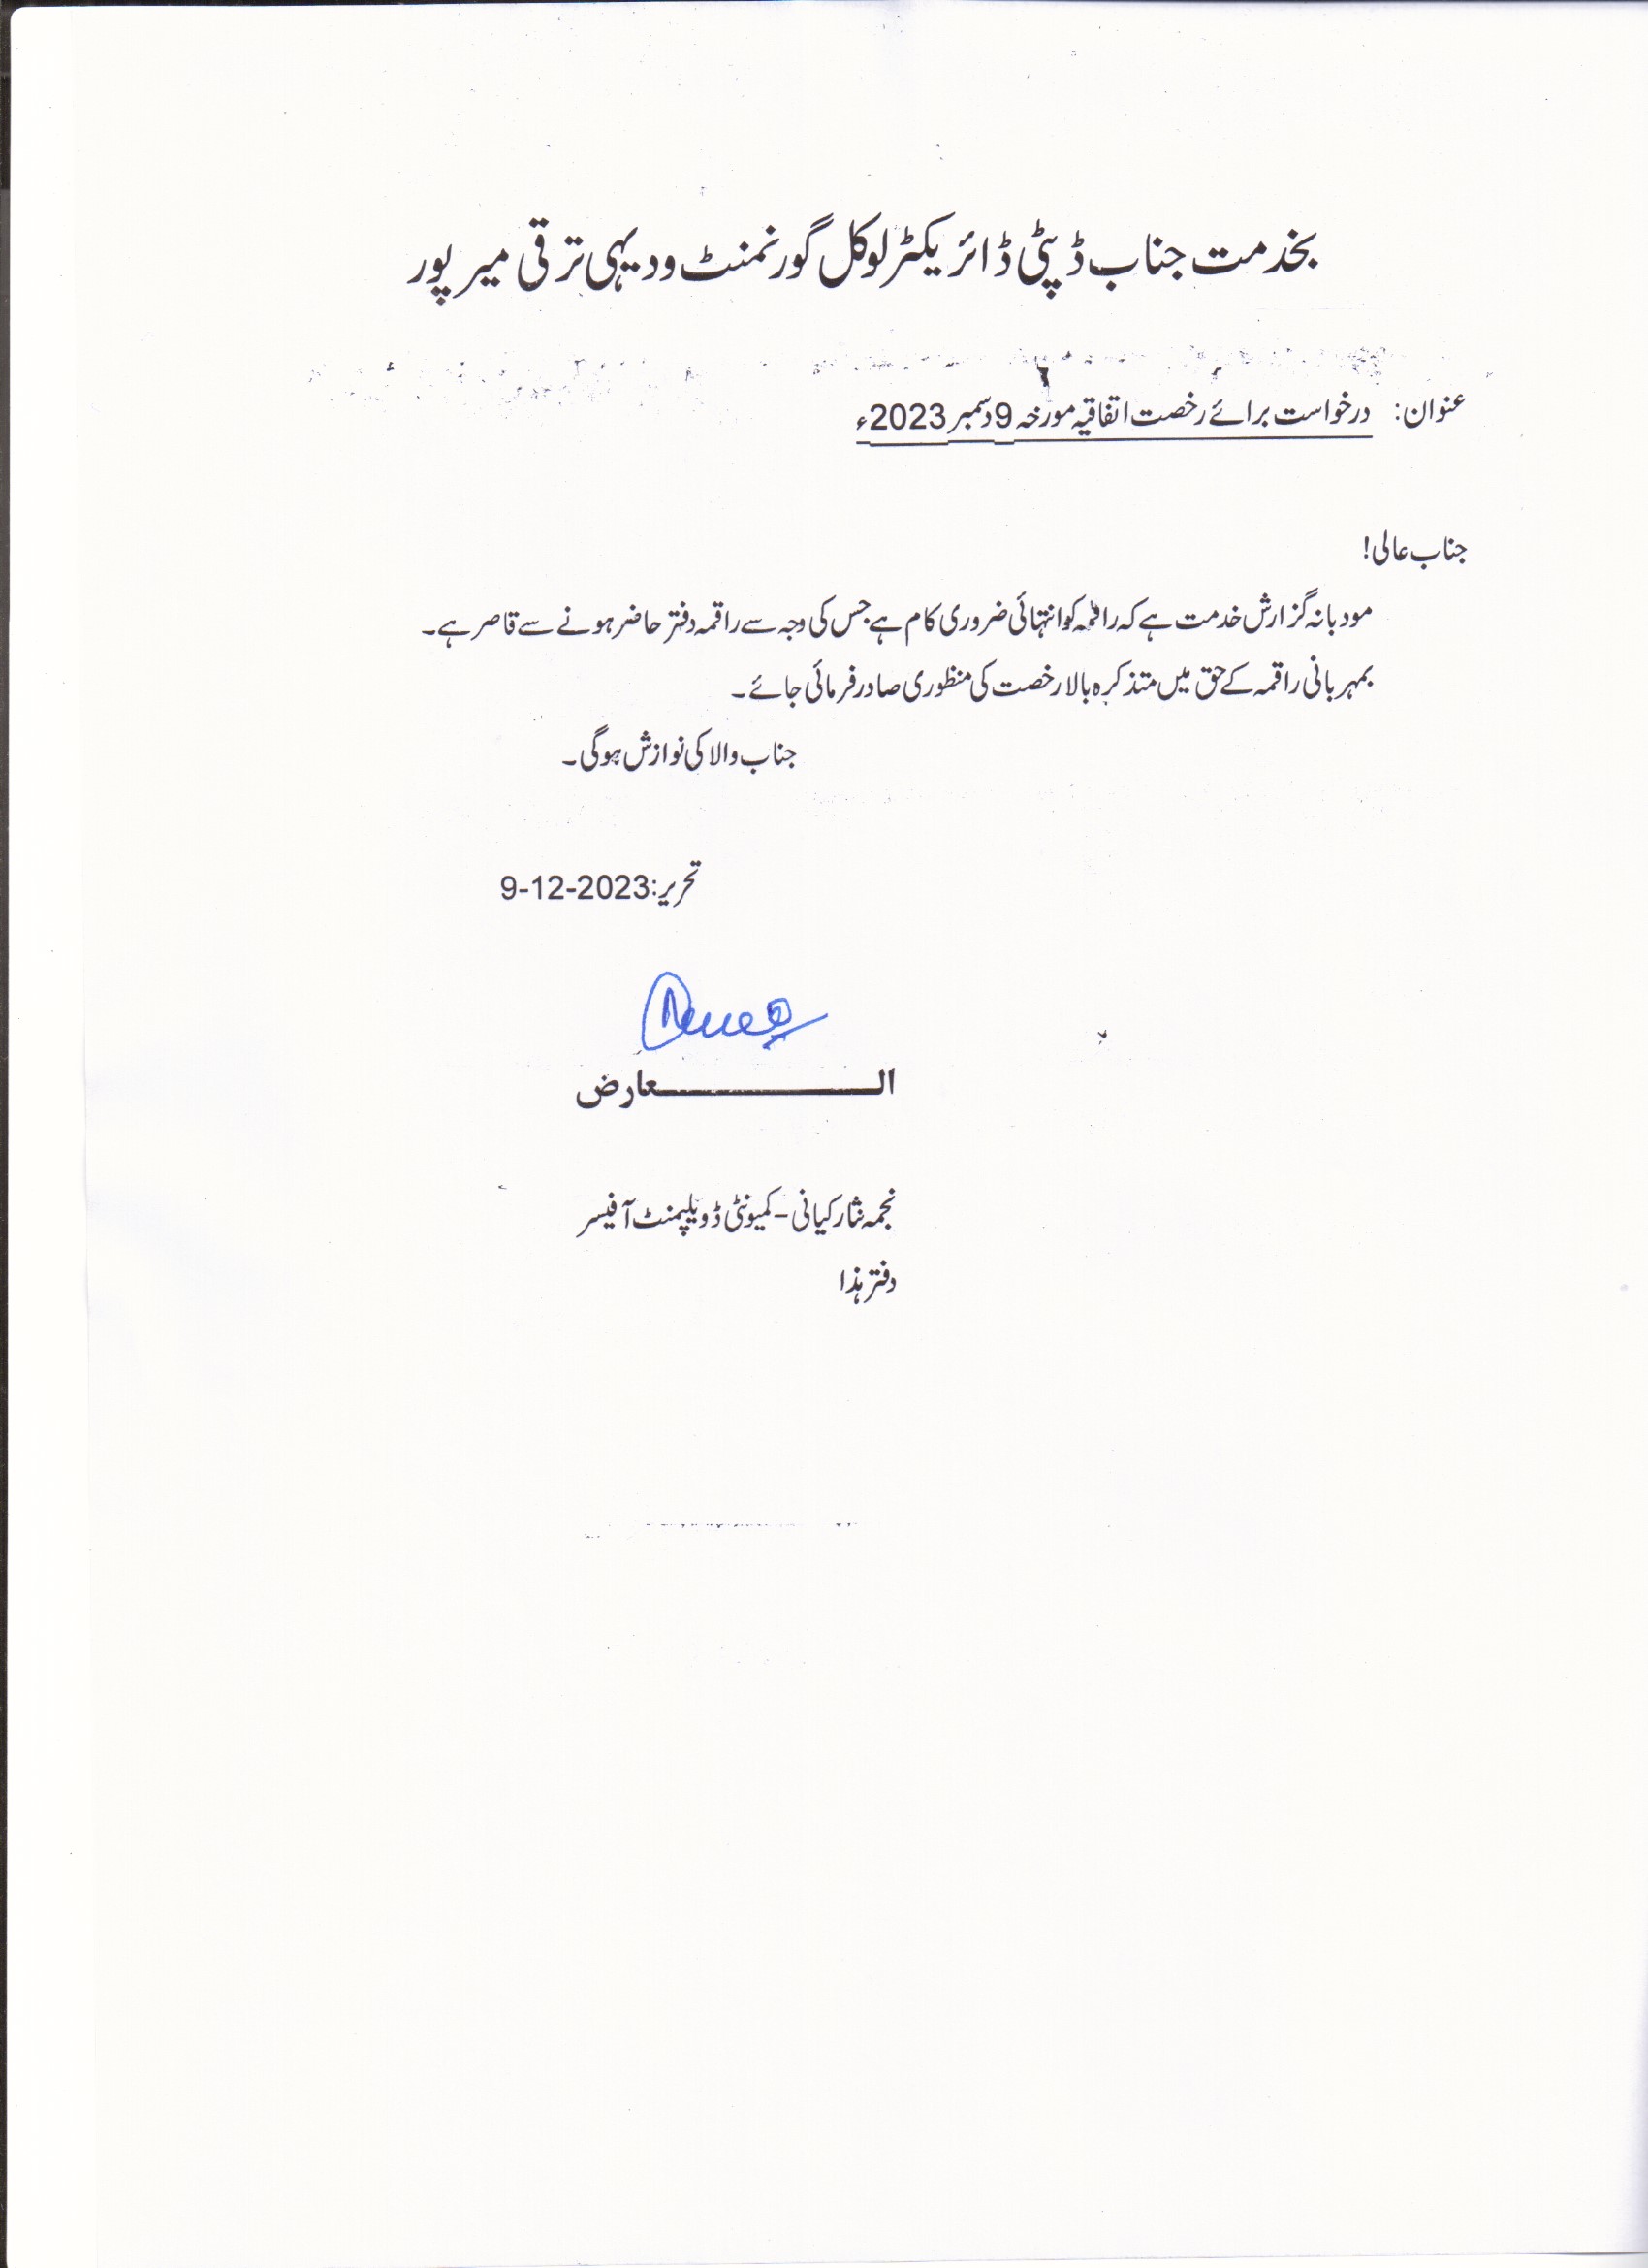 بخدمت جناب ڈپٹی ڈائریکٹر لوکل گورنمنٹ و دیہی ترقی میر پور
عنوان: درخواست برائے رخصت اتفاقیہ مورخہ 9 دسمبر 2023ء
جناب عالی!
مودبانہ گزارش خدمت ہے کہ راقمہ کو انتہائی ضروری کام ہے جس کی وجہ سے راقمہ دفتر حاضر ہونے سے قاصر ہے۔
بمہربانی راقمہ کے حق میں متذکرہ بالا رخصت کی منظوری صادر فرمائی جائے۔
جناب والا کی نوازش ہوگی۔
تحریر: 9-12-2023
العارض
نجمہ نثار کیانی - کمیونٹی ڈویلپمنٹ آفیسر
دفتر ہذا